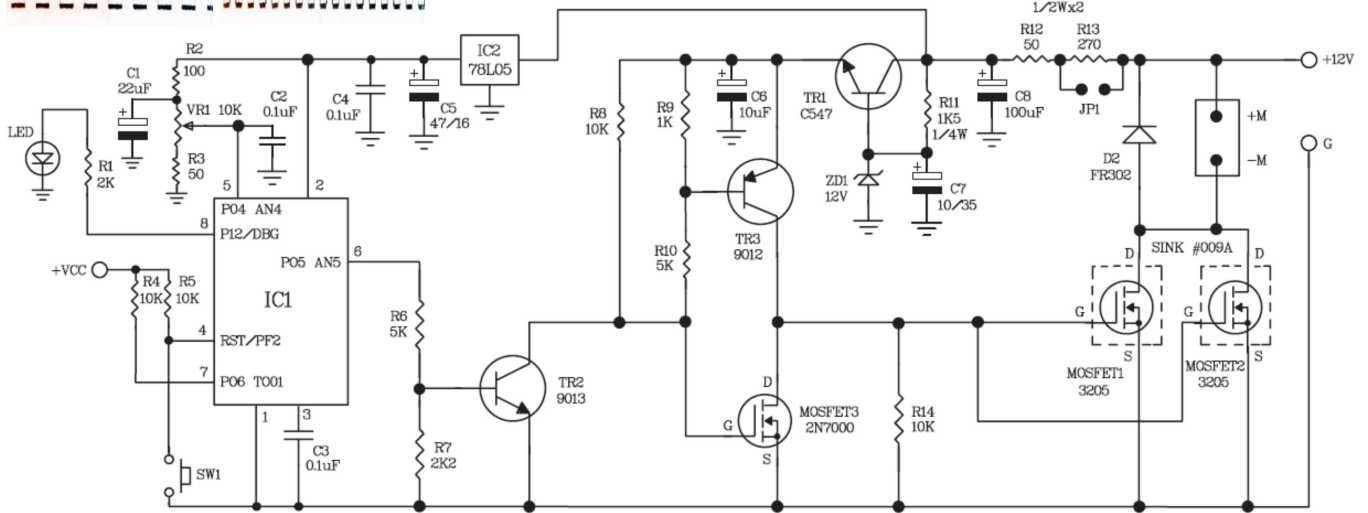 1/2Wx2
R12
50
R13
270
+12V
JP1
IC2
78L05
R2
100
C1
22uF
+
VR1 10K
C2
0.1uF
C4
0.1uF
+
C5
47/16
R8
10K
R9
1K
+
C6
10uF
TR1
C547
R11
1K5
1/4W
+
C8
100uF
D2
FR302
+M
-M
G
LED
R1
2K
R3
50
5
2
ZD1
12V
+
C7
10/35
TR3
9012
8
P04 AN4
P12/DBG
R10
5K
SINK #009A
+VCC
R4
10K
R5
10K
PO5 AN5
6
IC1
R6
5K
D
D
G
G
S
S
MOSFET1
3205
MOSFET2
3205
4
RST/PF2
7
PO6 TO01
TR2
9013
1
3
C3
0.1uF
R7
2K2
D
G
S
MOSFET3
2N7000
R14
10K
SW1